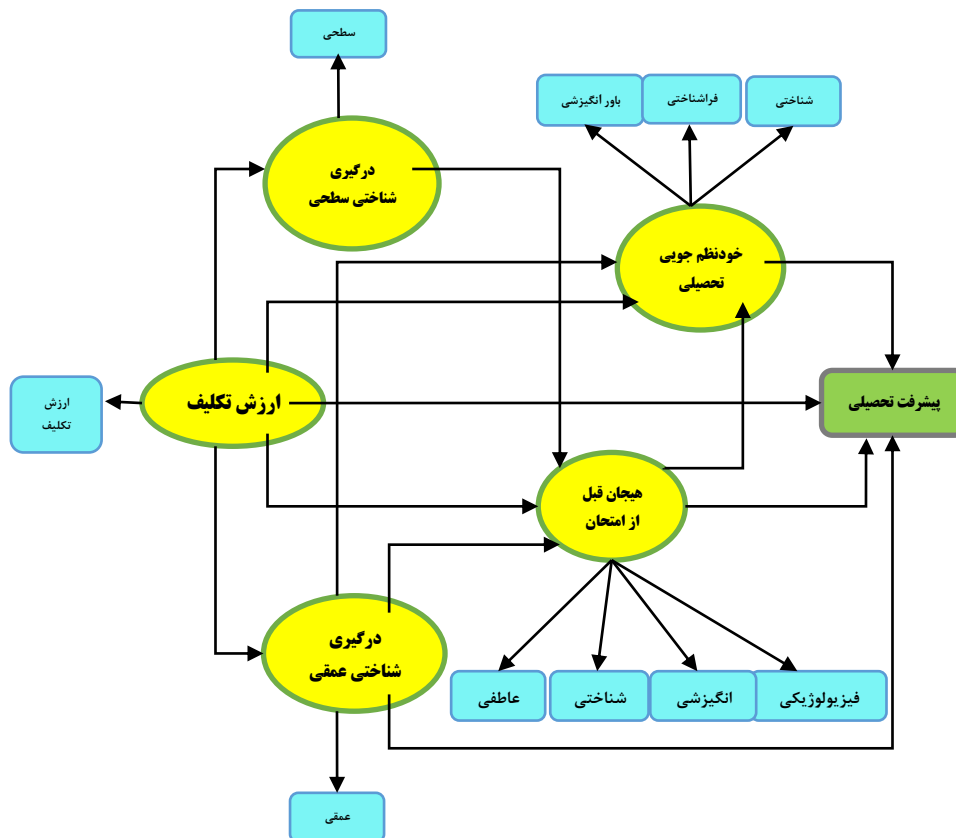 سطحی
باور انگیزشی
فراشناختی
شناختی
درگیری
شناختی سطحی
خودنظم جویی
تحصیلی
ارزش
تکلیف
ارزش تکلیف
پیشرفت تحصیلی
هیجان قبل
از امتحان
درگیری
شناختی عمقی
عاطفی
شناختی
انگیزشی
فیزیولوژیکی
عمقی